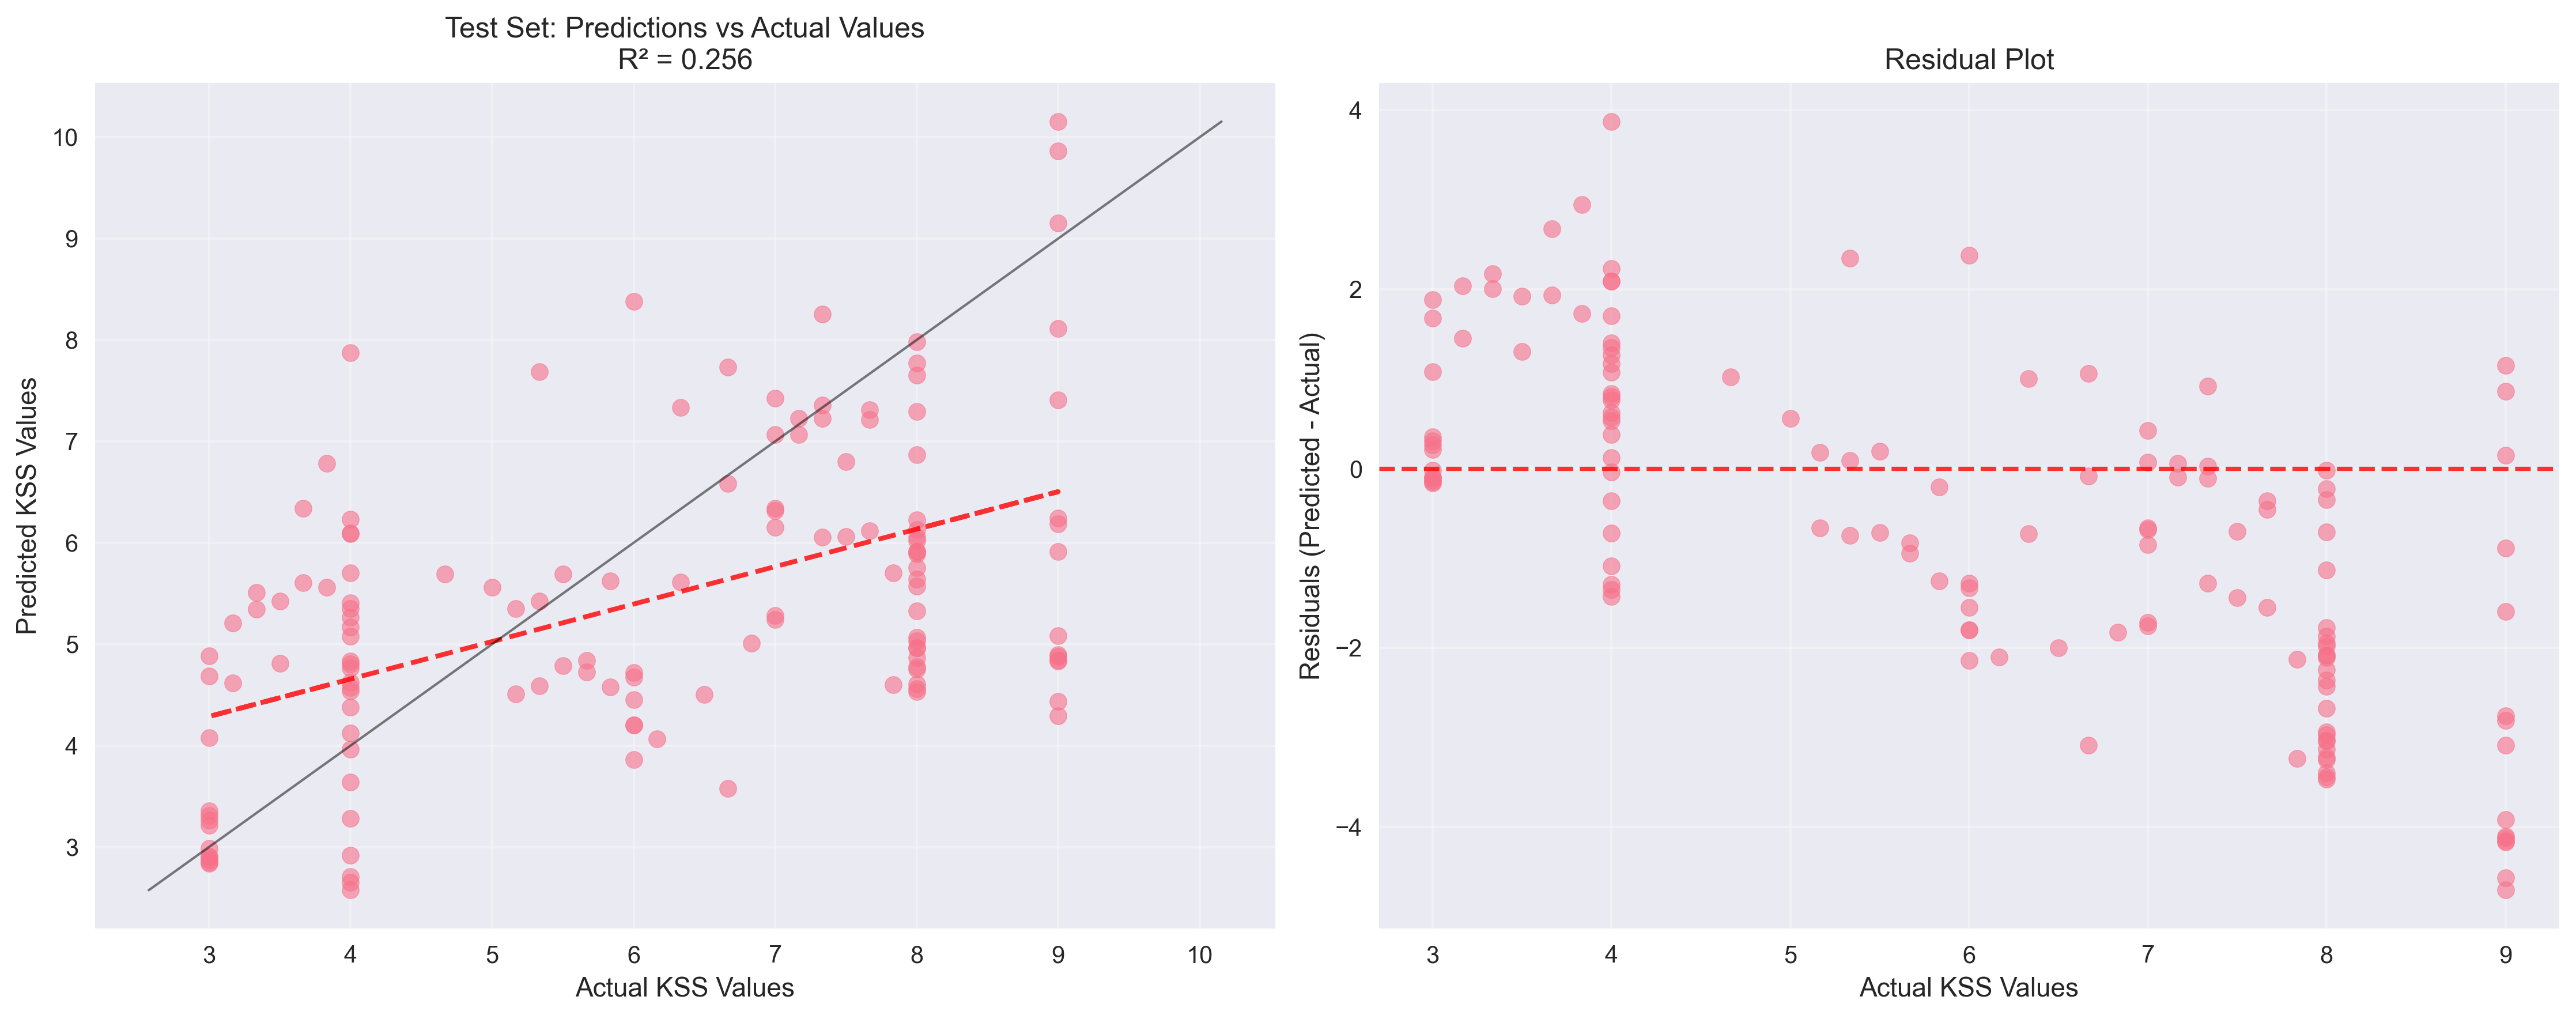 Test Set: Predictions vs Actual Values
R² = 0.256
Predicted KSS Values
10
9
8
7
6
5
4
3
3 4 5 6 7 8 9 10
Actual KSS Values
Residual Plot
Residuals (Predicted - Actual)
4
2
0
−2
−4
3 4 5 6 7 8 9
Actual KSS Values